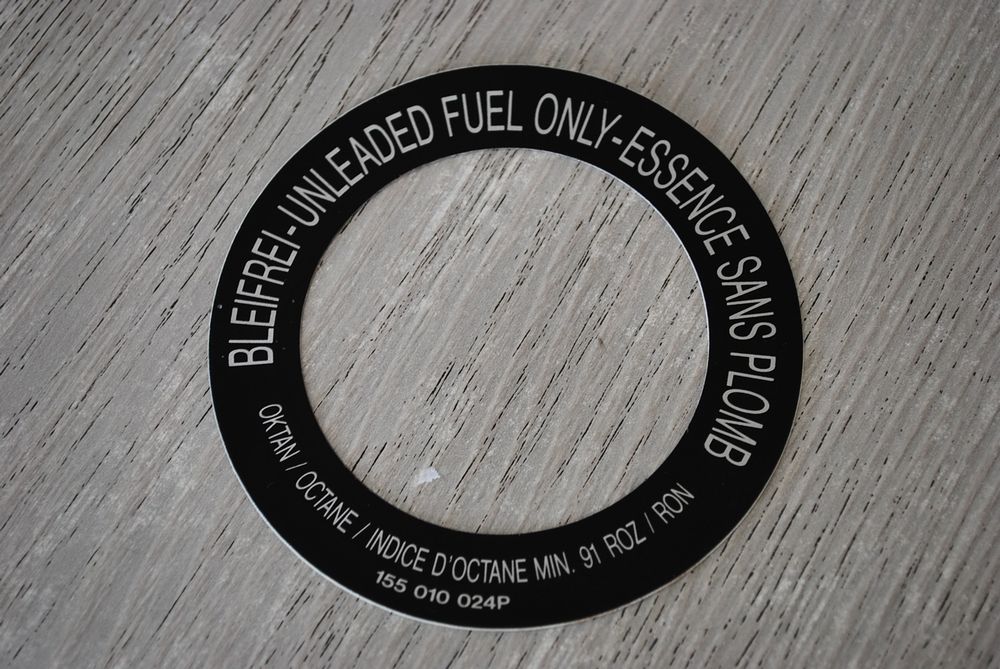 BLEIFREI-UNLEADED FUEL ONLY-ESSENCE SANS PLOMB
OKTAN / OCTANE / INDICE D'OCTANE MIN. 91 ROZ / RON
155 010 024P